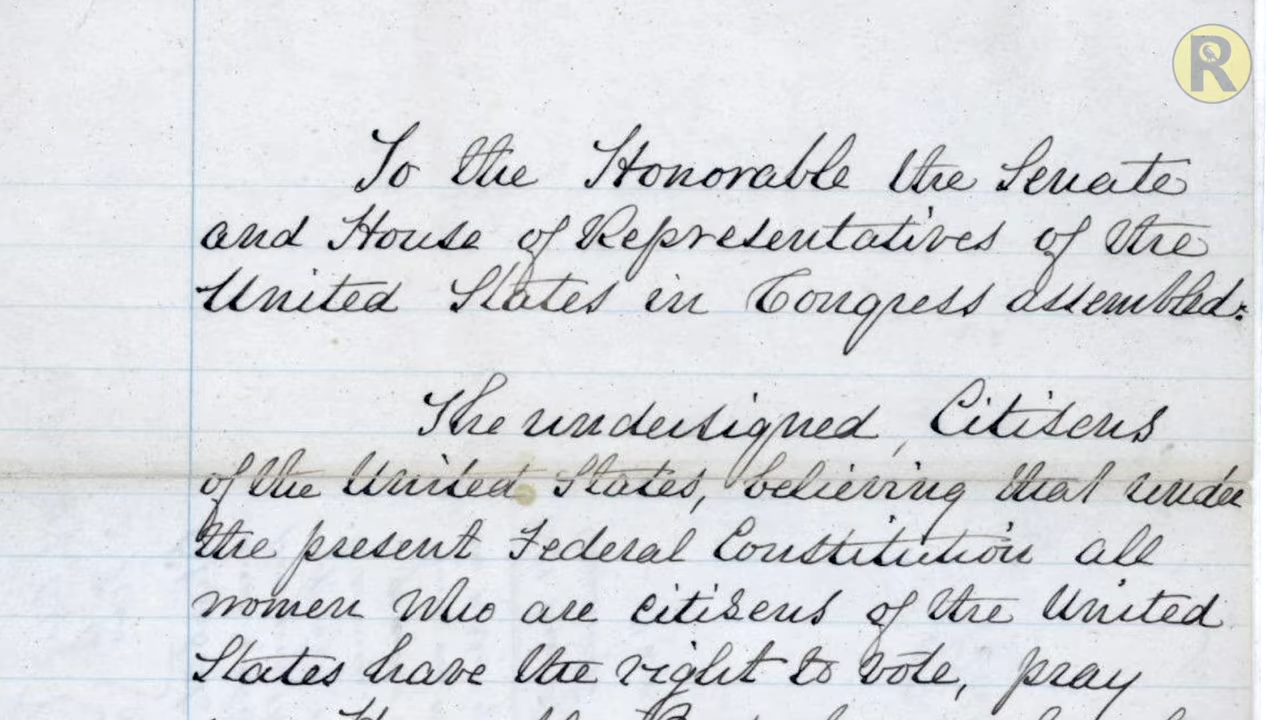 R
To the Honorable the Senate
and House of Representatives of the
United States in Congress assembled:
The undersigned, Citizens
of the United States, believing that under
the present Federal Constitution all
women who are citizens of the United
States have the right to vote, pray